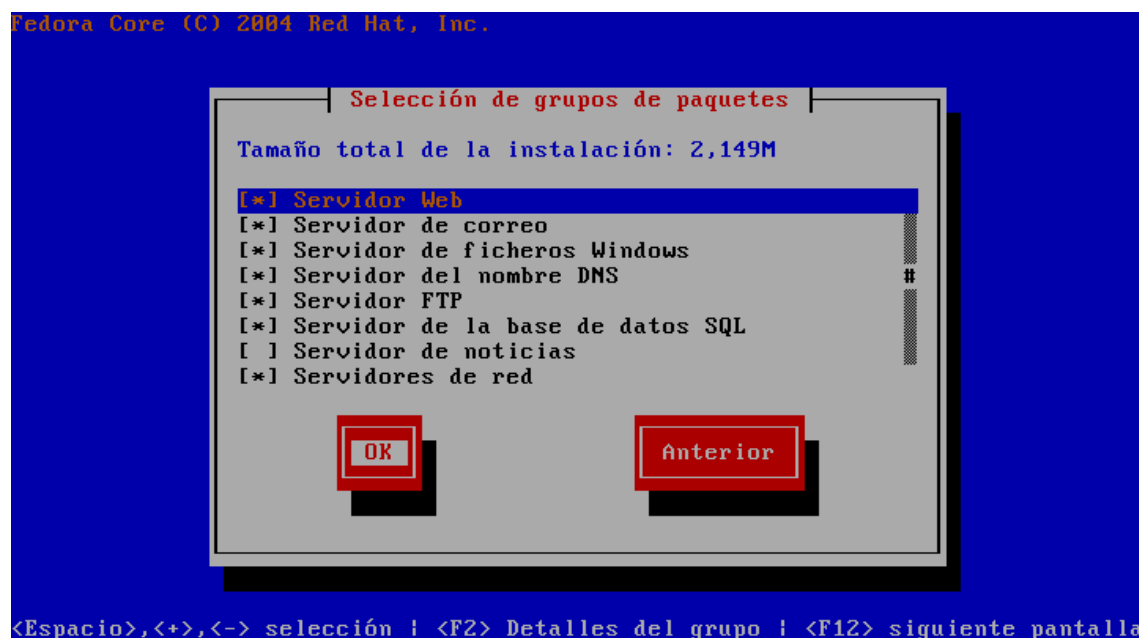 Fedora Core (C) 2004 Red Hat, Inc.
Selección de grupos de paquetes
Tamaño total de la instalación: 2,149M
[*] Servidor Web
[*] Servidor de correo
[*] Servidor de ficheros Windows
[*] Servidor del nombre DNS #
[*] Servidor FTP
[*] Servidor de la base de datos SQL
[ ] Servidor de noticias
[*] Servidores de red
OK Anterior
<Espacio>,<+>,<-> selección ¦ <F2> Detalles del grupo ¦ <F12> siguiente pantalla